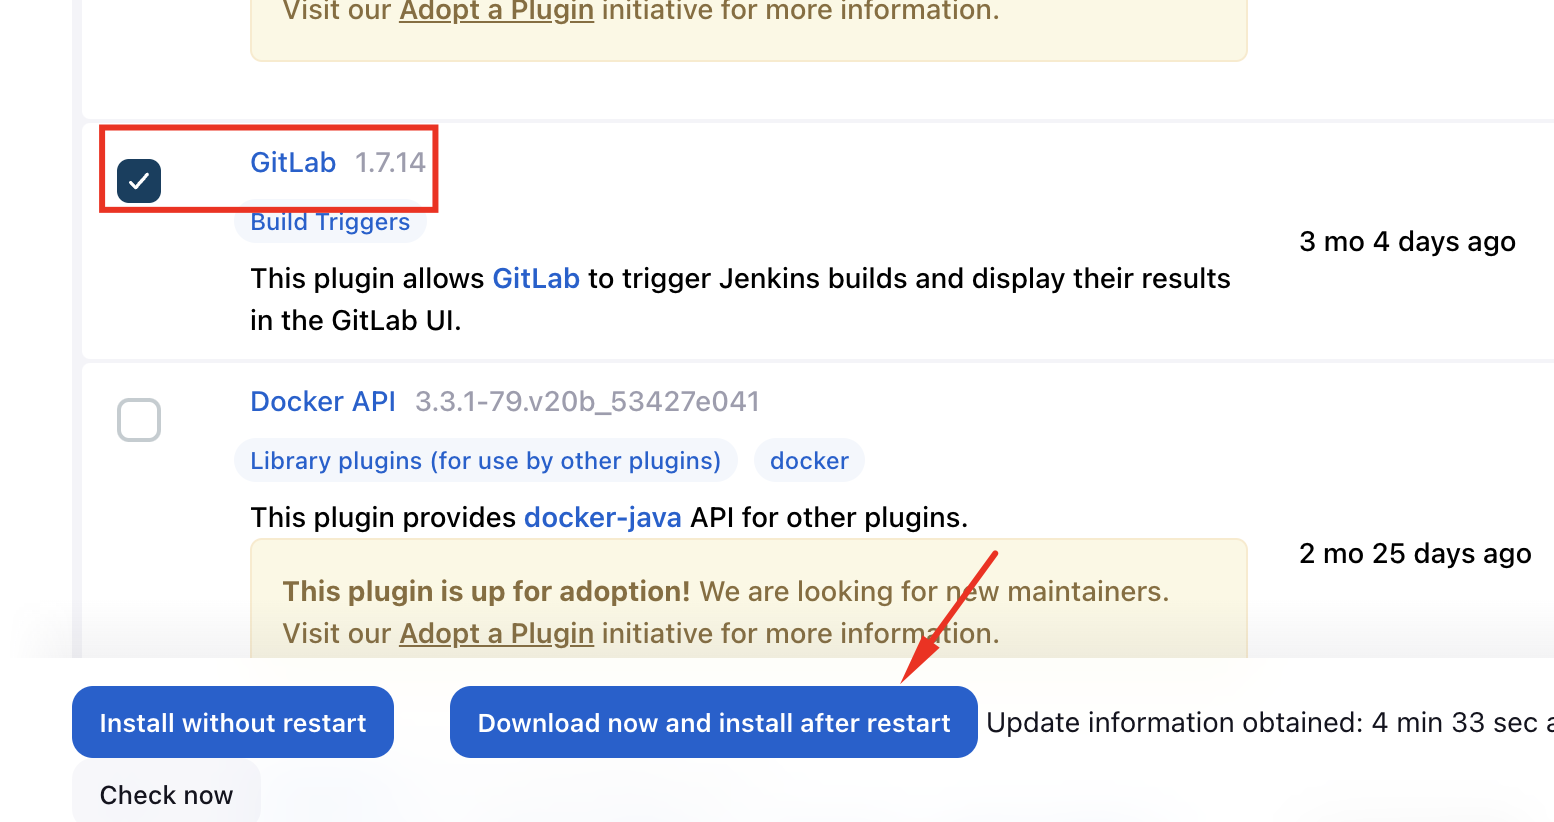 Visit our Adopt a Plugin initiative for more information.
GitLab 1.7.14
Build Triggers
3 mo 4 days ago
This plugin allows GitLab to trigger Jenkins builds and display their results
in the GitLab UI.
Docker API 3.3.1-79.v20b_53427e041
Library plugins (for use by other plugins) docker
This plugin provides docker-java API for other plugins.
2 mo 25 days ago
This plugin is up for adoption! We are looking for new maintainers.
Visit our Adopt a Plugin initiative for more information.
Install without restart
Download now and install after restart
Update information obtained: 4 min 33 sec a
Check now